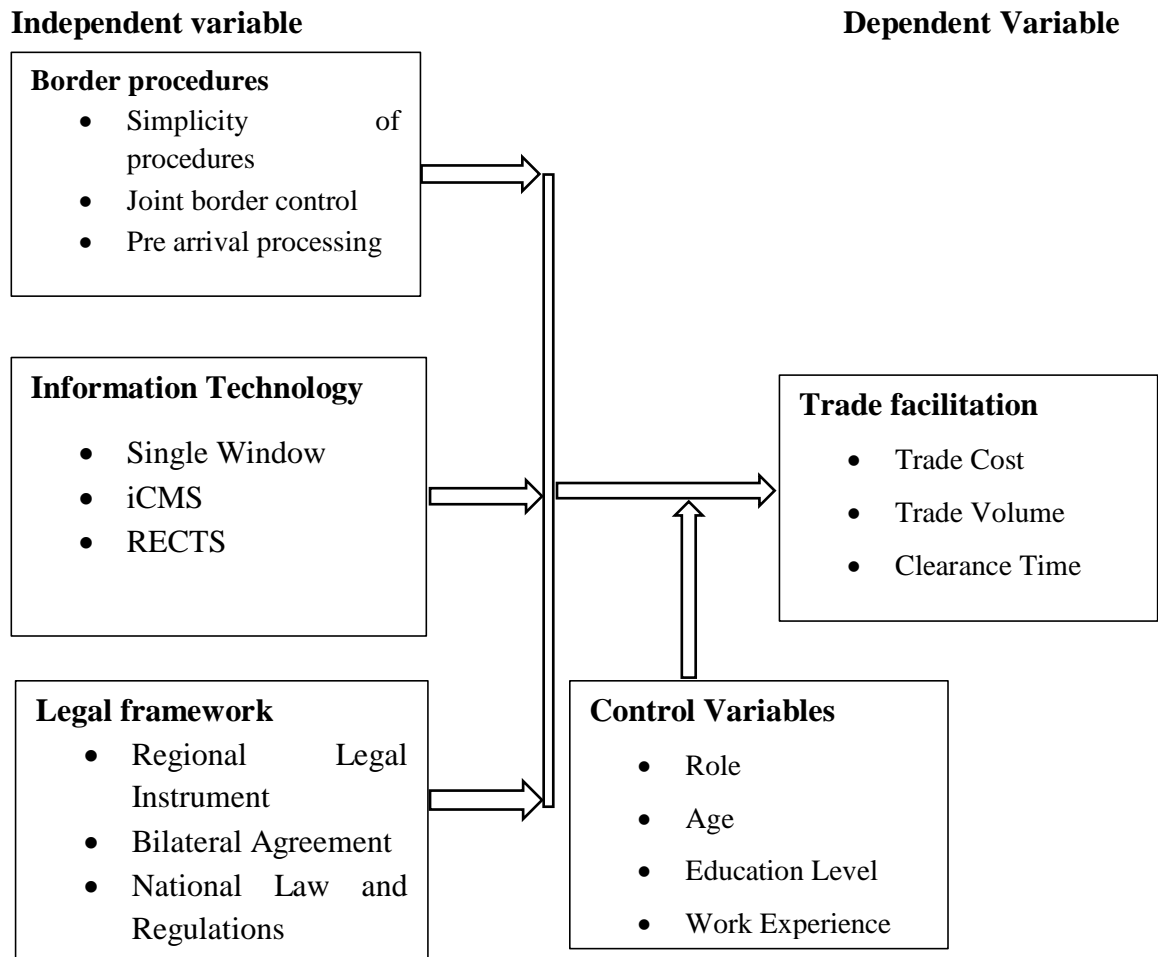 Independent variable
Dependent Variable
Border procedures
• Simplicity of
procedures
• Joint border control
• Pre arrival processing
Information Technology
• Single Window
• iCMS
• RECTS
Trade facilitation
• Trade Cost
• Trade Volume
• Clearance Time
Legal framework
• Regional Legal
Instrument
• Bilateral Agreement
• National Law and
Regulations
Control Variables
• Role
• Age
• Education Level
• Work Experience